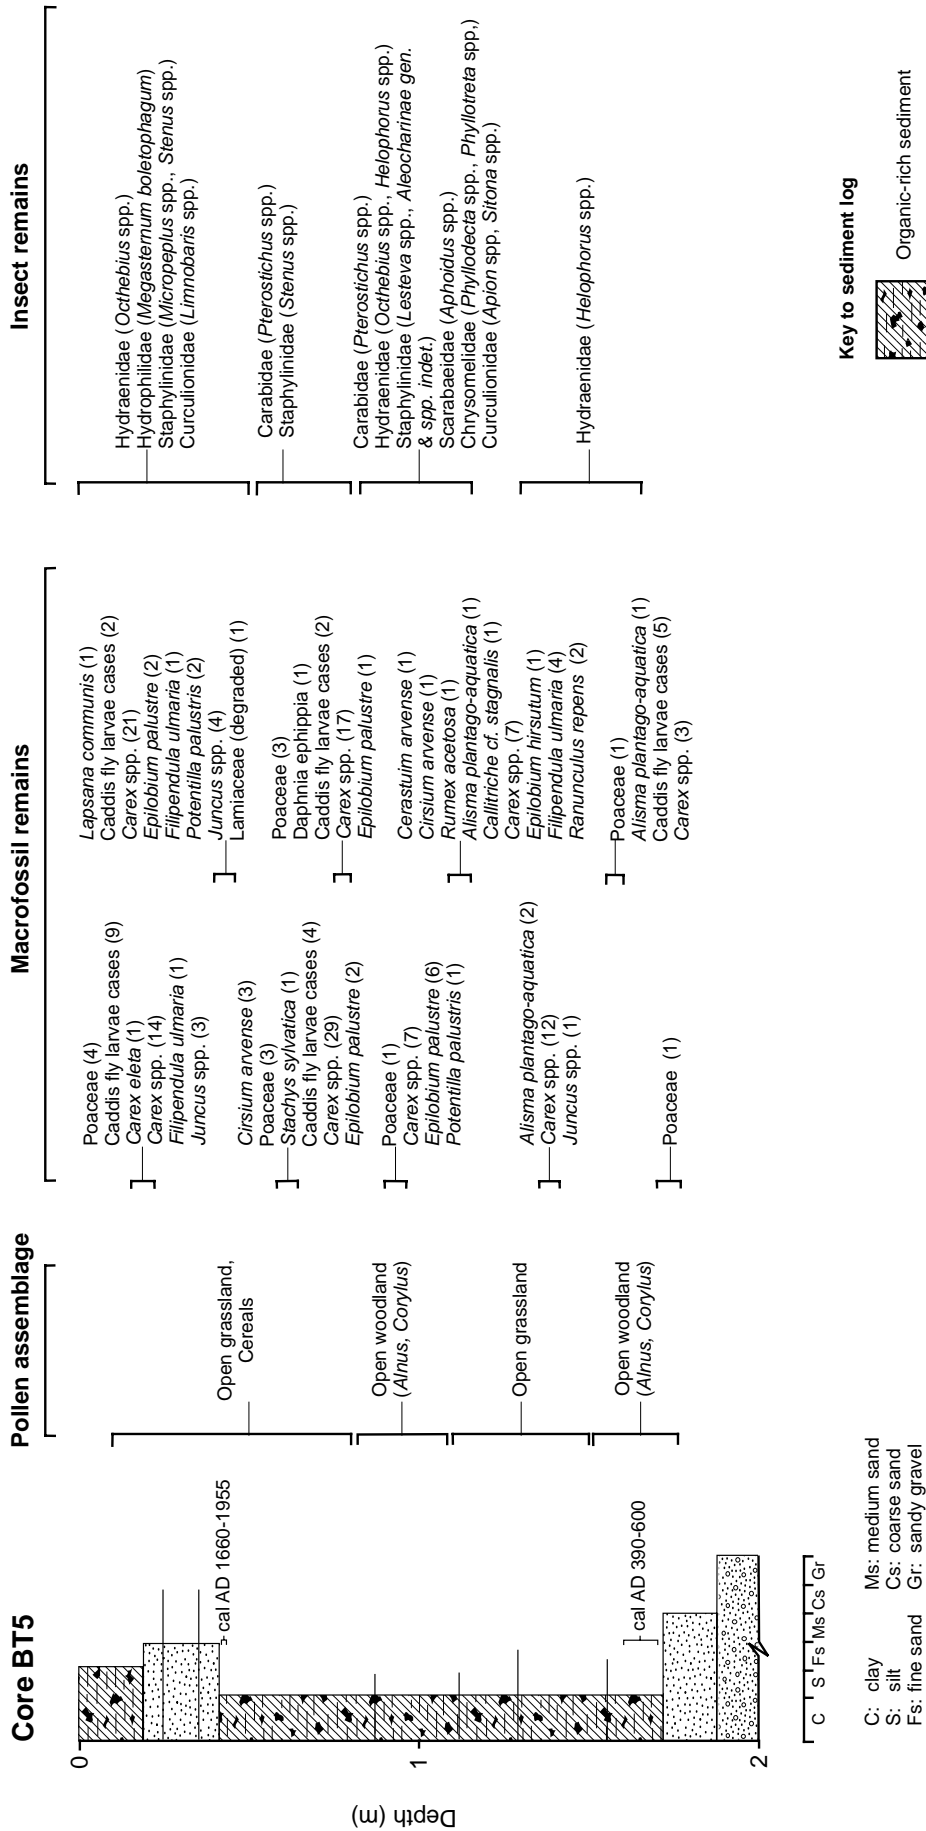 Core BT5
Pollen assemblage
Macrofossil remains
Insect remains
Depth (m)
0
1
2
cal AD 1660-1955
cal AD 390-600
C S Fs Ms Cs Gr
C: clay
S: silt
Fs: fine sand
Ms: medium sand
Cs: coarse sand
Gr: sandy gravel
Open grassland,
Cereals
Open woodland
(Alnus, Corylus)
Open grassland
Open woodland
(Alnus, Corylus)
Poaceae (4)
Caddis fly larvae cases (9)
Carex eleta (1)
Carex spp. (14)
Filipendula ulmaria (1)
Juncus spp. (3)
Cirsium arvense (3)
Poaceae (3)
Stachys sylvatica (1)
Caddis fly larvae cases (4)
Carex spp. (29)
Epilobium palustre (2)
Poaceae (1)
Carex spp. (7)
Epilobium palustre (6)
Potentilla palustris (1)
Alisma plantago-aquatica (2)
Carex spp. (12)
Juncus spp. (1)
Poaceae (1)
Lapsana communis (1)
Caddis fly larvae cases (2)
Carex spp. (21)
Epilobium palustre (2)
Filipendula ulmaria (1)
Potentilla palustris (2)
Juncus spp. (4)
Lamiaceae (degraded) (1)
Poaceae (3)
Daphnia ephippia (1)
Caddis fly larvae cases (2)
Carex spp. (17)
Epilobium palustre (1)
Cerastuim arvense (1)
Cirsium arvense (1)
Rumex acetosa (1)
Alisma plantago-aquatica (1)
Callitriche cf. stagnalis (1)
Carex spp. (7)
Epilobium hirsutum (1)
Filipendula ulmaria (4)
Ranunculus repens (2)
Poaceae (1)
Alisma plantago-aquatica (1)
Caddis fly larvae cases (5)
Carex spp. (3)
Hydraenidae (Octhebius spp.)
Hydrophilidae (Megasternum boletophagum)
Staphylinidae (Micropeplus spp., Stenus spp.)
Curculionidae (Limnobaris spp.)
Carabidae (Pterostichus spp.)
Staphylinidae (Stenus spp.)
Carabidae (Pterostichus spp.)
Hydraenidae (Octhebius spp., Helophorus spp.)
Staphylinidae (Lesteva spp., Aleocharinae gen.
& spp. indet.)
Scarabaeidae (Aphoidus spp.)
Chrysomelidae (Phyllodecta spp., Phyllotreta spp,)
Curculionidae (Apion spp, Sitona spp.)
Hydraenidae (Helophorus spp.)
Key to sediment log
Organic-rich sediment